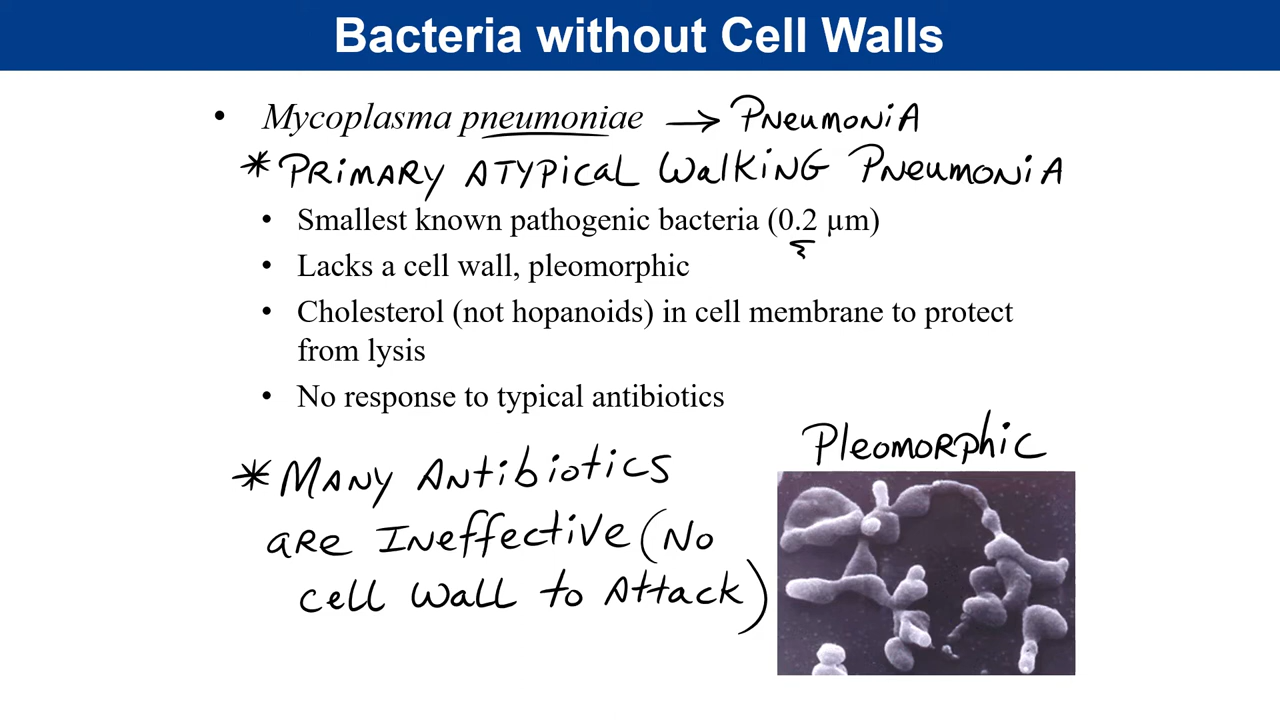 Bacteria without Cell Walls
• Mycoplasma pneumoniae → Pneumonia
* Primary Atypical Walking Pneumonia
• Smallest known pathogenic bacteria (0.2 µm)
• Lacks a cell wall, pleomorphic
• Cholesterol (not hopanoids) in cell membrane to protect
from lysis
• No response to typical antibiotics
Pleomorphic
* Many Antibiotics
are Ineffective (No
cell wall to Attack)